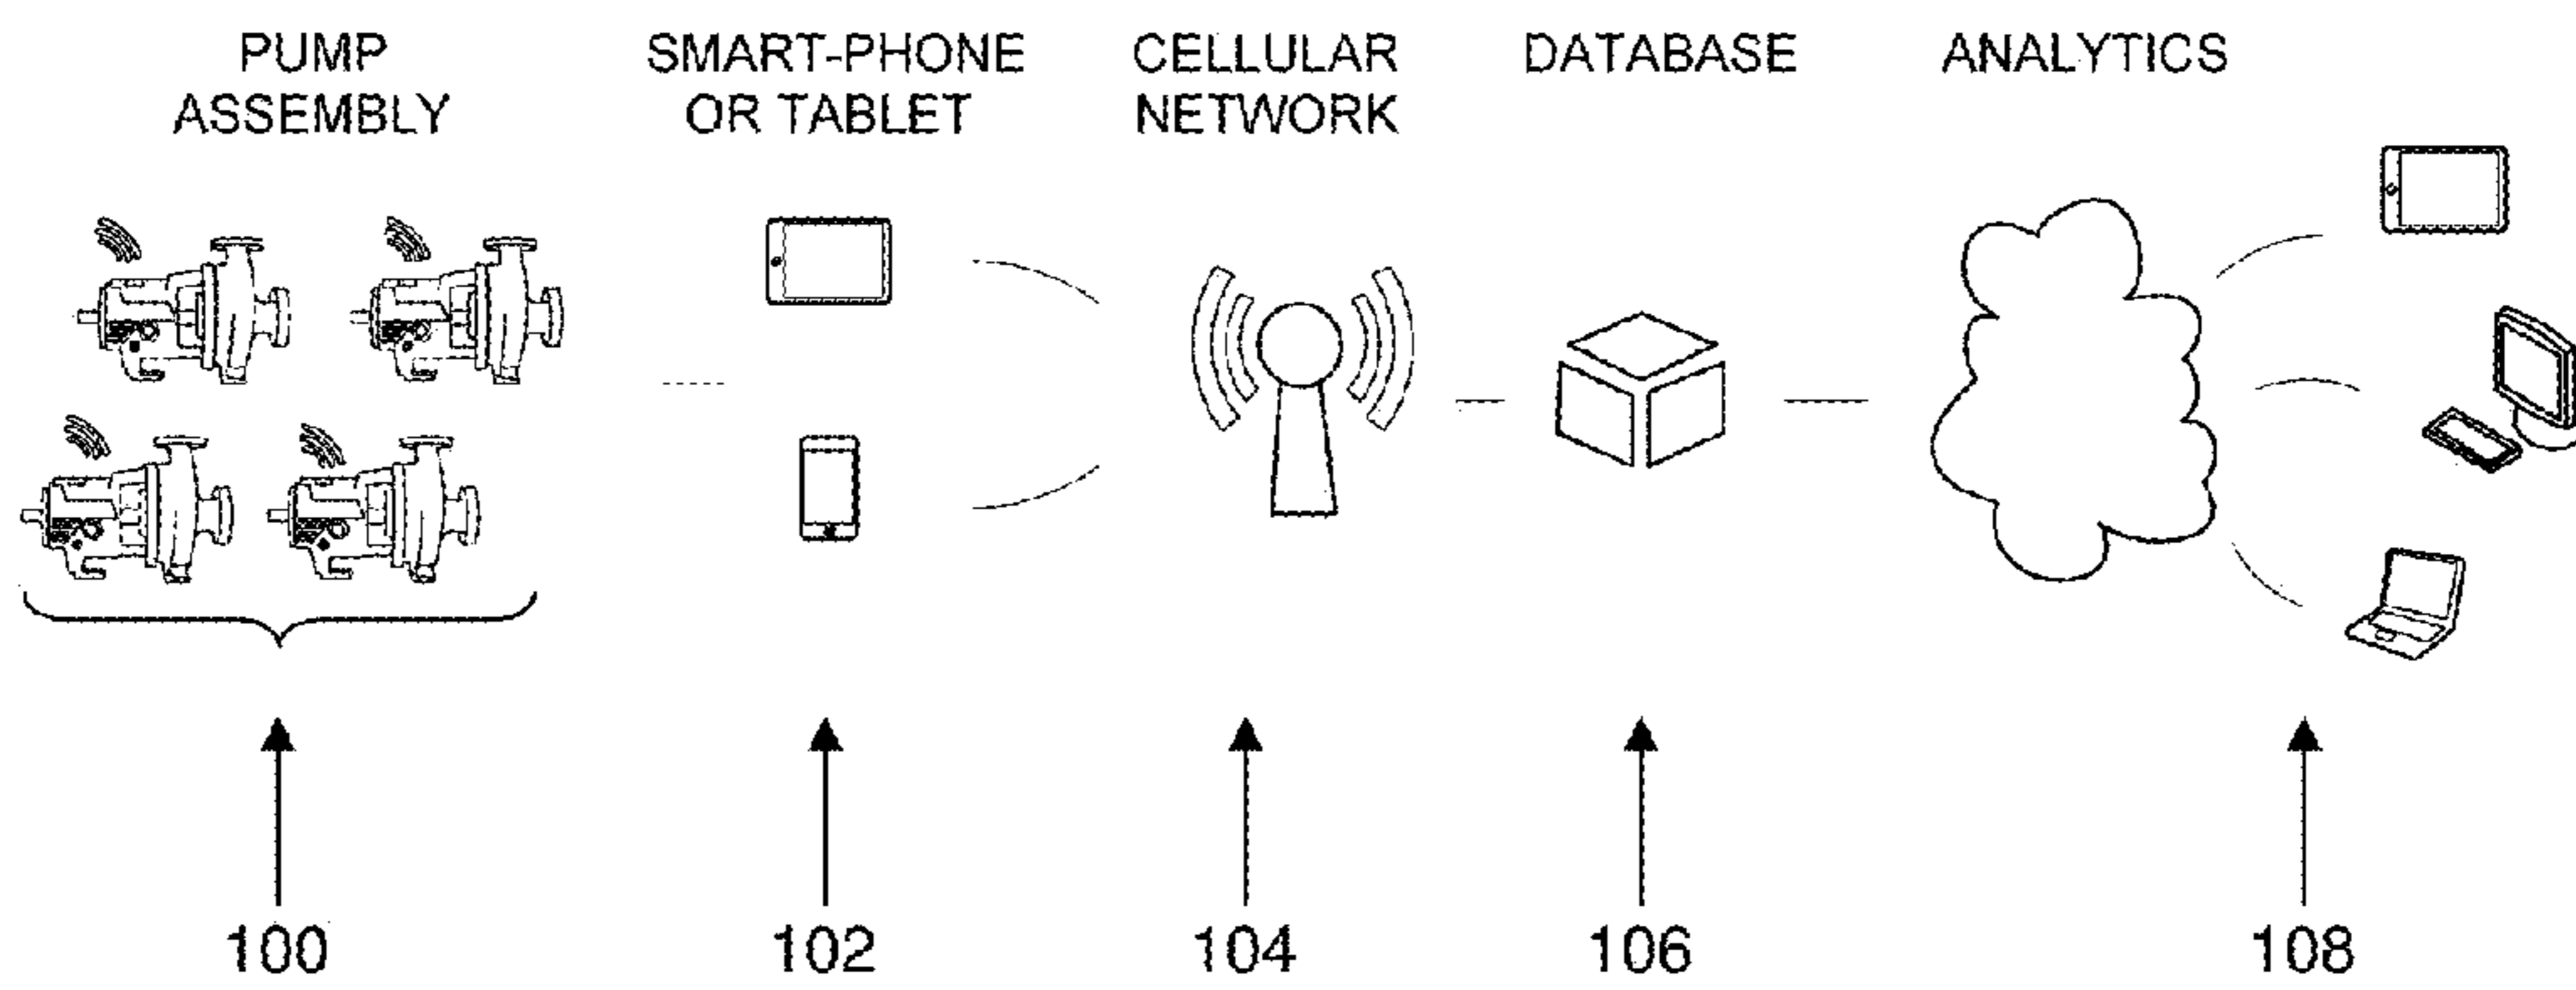 PUMP
ASSEMBLY
SMART-PHONE
OR TABLET
CELLULAR
NETWORK
DATABASE
ANALYTICS
100
102
104
106
108